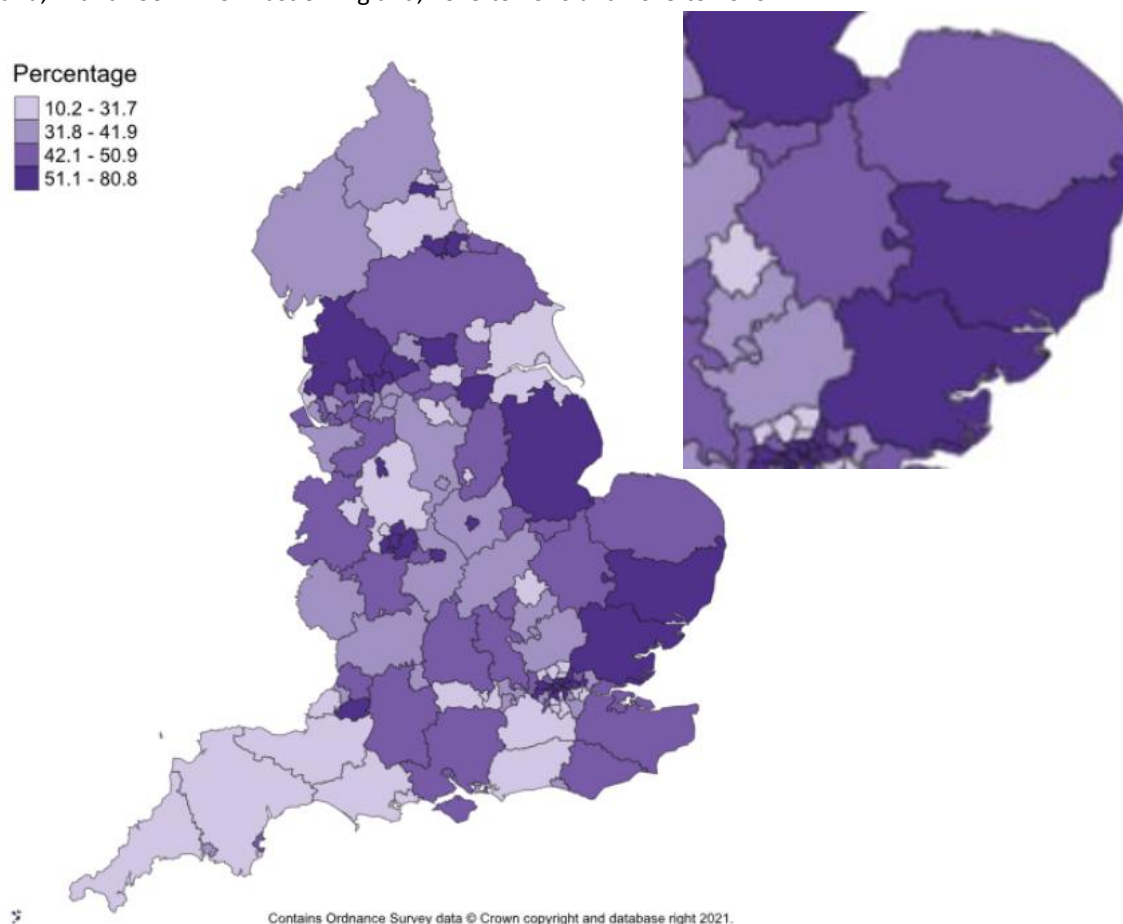 Percentage
10.2 - 31.7
31.8 - 41.9
42.1 - 50.9
51.1 - 80.8
Contains Ordnance Survey data © Crown copyright and database right 2021.